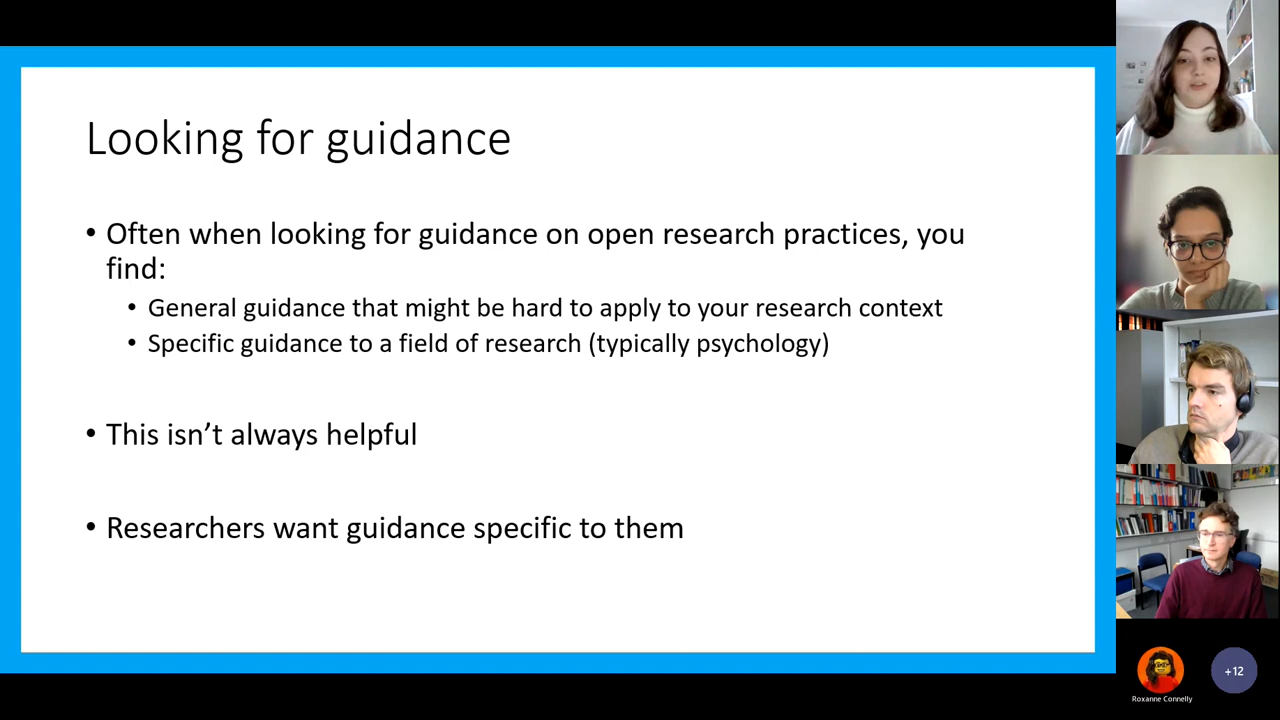 Looking for guidance
• Often when looking for guidance on open research practices, you
find:
• General guidance that might be hard to apply to your research context
• Specific guidance to a field of research (typically psychology)
• This isn’t always helpful
• Researchers want guidance specific to them
+12
Roxanne Connelly